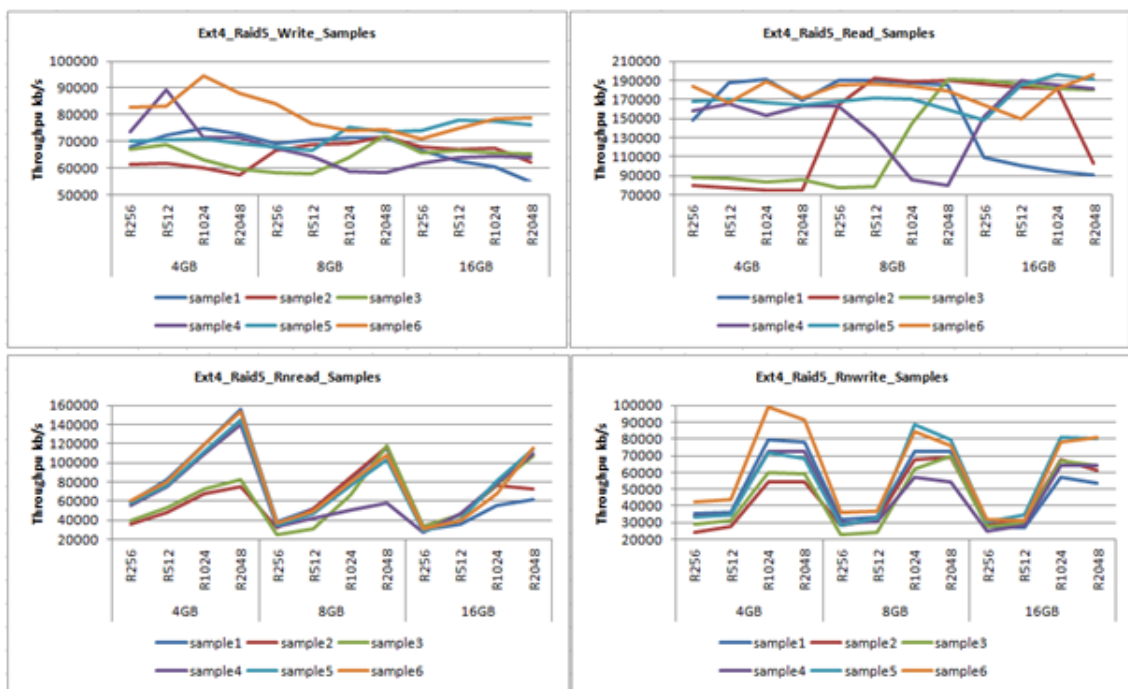 Ext4_Raid5_Write_Samples
Throughpu kb/s
100000
90000
80000
70000
60000
50000
R256 R512 R1024 R2048 R256 R512 R1024 R2048 R256 R512 R1024 R2048
4GB 8GB 16GB
sample1 sample2 sample3
sample4 sample5 sample6
Ext4_Raid5_Read_Samples
Throughpu kb/s
210000
190000
170000
150000
130000
110000
90000
70000
R256 R512 R1024 R2048 R256 R512 R1024 R2048 R256 R512 R1024 R2048
4GB 8GB 16GB
sample1 sample2 sample3
sample4 sample5 sample6
Ext4_Raid5_Rnread_Samples
Throughpu kb/s
160000
140000
120000
100000
80000
60000
40000
20000
R256 R512 R1024 R2048 R256 R512 R1024 R2048 R256 R512 R1024 R2048
4GB 8GB 16GB
sample1 sample2 sample3
sample4 sample5 sample6
Ext4_Raid5_Rnwrite_Samples
Throughpu kb/s
100000
90000
80000
70000
60000
50000
40000
30000
20000
R256 R512 R1024 R2048 R256 R512 R1024 R2048 R256 R512 R1024 R2048
4GB 8GB 16GB
sample1 sample2 sample3
sample4 sample5 sample6